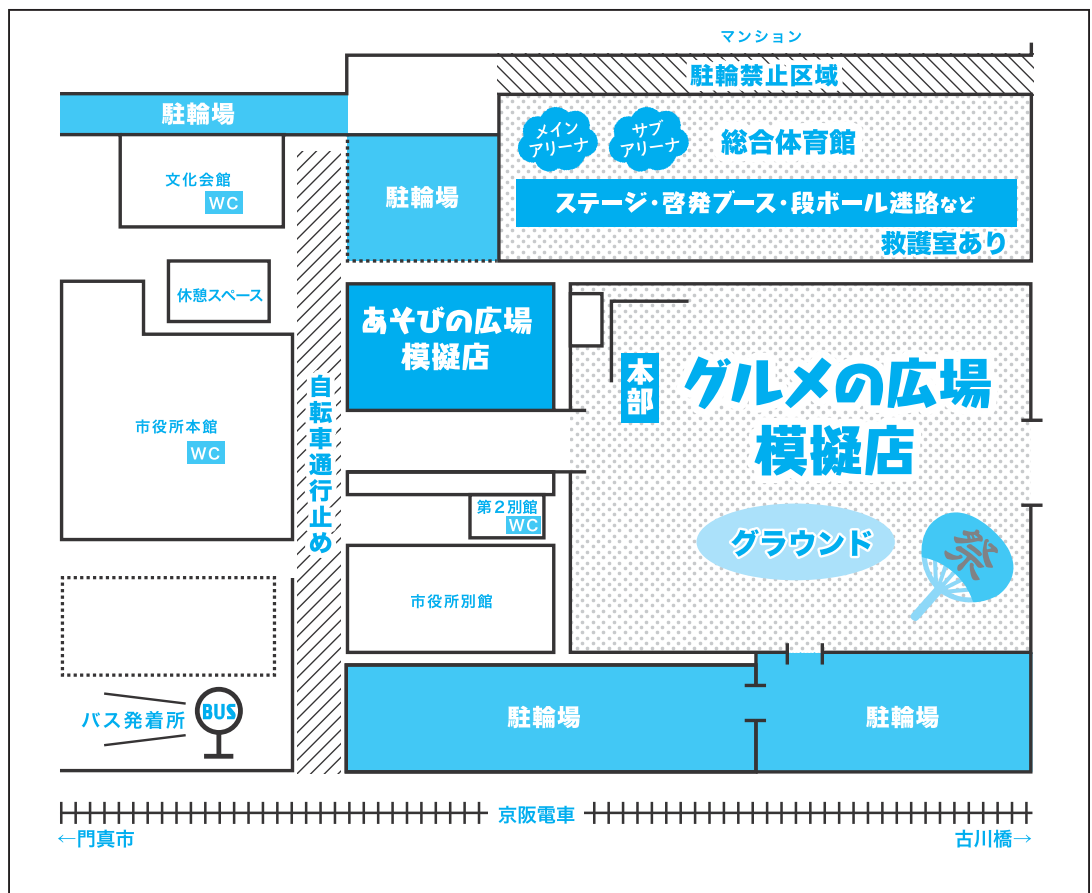 マンション
駐輪禁止区域
駐輪場
メイン
アリーナ
サブ
アリーナ
総合体育館
文化会館
WC
駐輪場
ステージ・啓発ブース・段ボール迷路など
救護室あり
休憩スペース
あそびの広場
模擬店
本部
グルメの広場
模擬店
自転車通行止め
市役所本館
WC
第2別館
WC
グラウンド
祭
市役所別館
バス発着所
BUS
駐輪場
駐輪場
京阪電車
←門真市
古川橋→